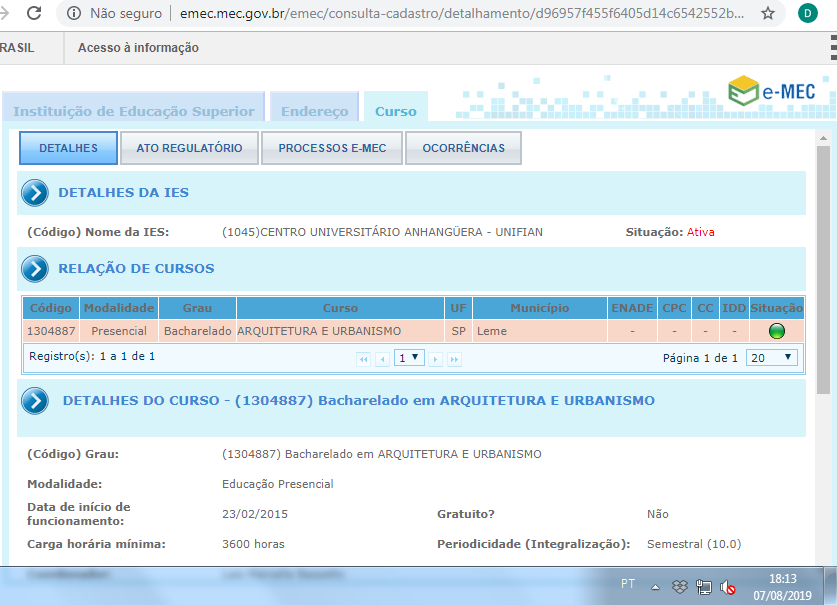 Não seguro | emec.mec.gov.br/emec/consulta-cadastro/detalhamento/d96957f455f6405d14c6542552b... D
RASIL Acesso à informação
e-MEC
Instituição de Educação Superior Endereço Curso
DETALHES ATO REGULATÓRIO PROCESSOS E-MEC OCORRÊNCIAS
DETALHES DA IES
(Código) Nome da IES: (1045)CENTRO UNIVERSITÁRIO ANHANGÜERA - UNIFIAN Situação: Ativa
RELAÇÃO DE CURSOS
Código Modalidade Grau Curso UF Município ENADE CPC CC IDD Situação
1304887 Presencial Bacharelado ARQUITETURA E URBANISMO SP Leme - - - -
Registro(s): 1 a 1 de 1 1 Página 1 de 1 20
DETALHES DO CURSO - (1304887) Bacharelado em ARQUITETURA E URBANISMO
(Código) Grau: (1304887) Bacharelado em ARQUITETURA E URBANISMO
Modalidade: Educação Presencial
Data de início de
funcionamento: 23/02/2015 Gratuito? Não
Carga horária mínima: 3600 horas Periodicidade (Integralização): Semestral (10.0)
PT 18:13
07/08/2019